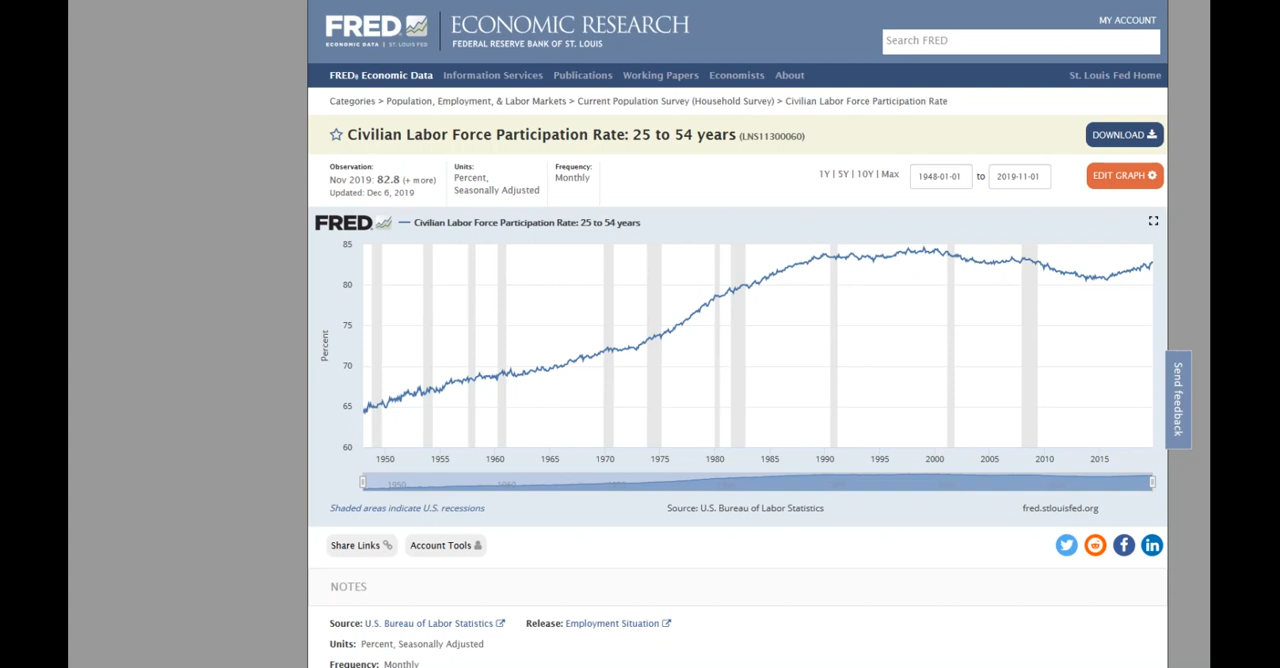 FRED ECONOMIC RESEARCH
ECONOMIC DATA | ST. LOUIS FED
FEDERAL RESERVE BANK OF ST. LOUIS
MY ACCOUNT
Search FRED
FRED® Economic Data Information Services Publications Working Papers Economists About St. Louis Fed Home
Categories > Population, Employment, & Labor Markets > Current Population Survey (Household Survey) > Civilian Labor Force Participation Rate
Civilian Labor Force Participation Rate: 25 to 54 years (LNS11300060)
DOWNLOAD
Observation:
Nov 2019: 82.8 (+ more)
Updated: Dec 6, 2019
Units:
Percent,
Seasonally Adjusted
Frequency:
Monthly
1Y | 5Y | 10Y | Max
1948-01-01 to 2019-11-01
EDIT GRAPH
FRED Civilian Labor Force Participation Rate: 25 to 54 years
85
80
75
70
65
60
Percent
1950 1955 1960 1965 1970 1975 1980 1985 1990 1995 2000 2005 2010 2015
1950 1960
Shaded areas indicate U.S. recessions
Source: U.S. Bureau of Labor Statistics
fred.stlouisfed.org
Send feedback
Share Links
Account Tools
NOTES
Source: U.S. Bureau of Labor Statistics Release: Employment Situation
Units: Percent, Seasonally Adjusted
Frequency: Monthly